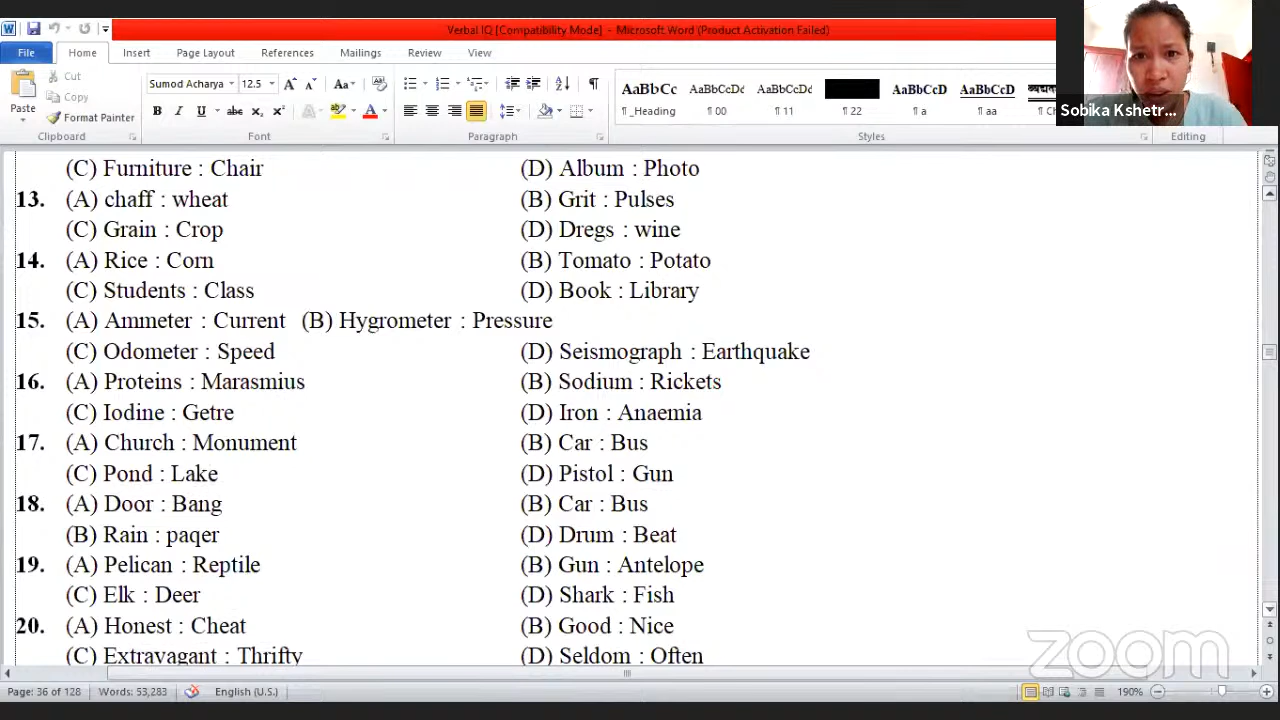 Verbal IQ [Compatibility Mode] - Microsoft Word (Product Activation Failed)
File Home Insert Page Layout References Mailings Review View
Paste Cut Copy Format Painter
Sumod Acharya 12.5 Aa
B I U abc x₂ x²
AaBbCc AaBbCcDc AaBbCcDc AaBbCcD AaBbCcD
¶ _Heading ¶ 00 ¶ 11 ¶ 22 ¶ a ¶ aa
Clipboard Font Paragraph Styles Editing
Sobika Kshetr...
(C) Furniture : Chair (D) Album : Photo
13. (A) chaff : wheat (B) Grit : Pulses
(C) Grain : Crop (D) Dregs : wine
14. (A) Rice : Corn (B) Tomato : Potato
(C) Students : Class (D) Book : Library
15. (A) Ammeter : Current (B) Hygrometer : Pressure
(C) Odometer : Speed (D) Seismograph : Earthquake
16. (A) Proteins : Marasmius (B) Sodium : Rickets
(C) Iodine : Getre (D) Iron : Anaemia
17. (A) Church : Monument (B) Car : Bus
(C) Pond : Lake (D) Pistol : Gun
18. (A) Door : Bang (B) Car : Bus
(B) Rain : paqer (D) Drum : Beat
19. (A) Pelican : Reptile (B) Gun : Antelope
(C) Elk : Deer (D) Shark : Fish
20. (A) Honest : Cheat (B) Good : Nice
(C) Extravagant : Thrifty (D) Seldom : Often
zoom
Page: 36 of 128 Words: 53,283 English (U.S.) 190%